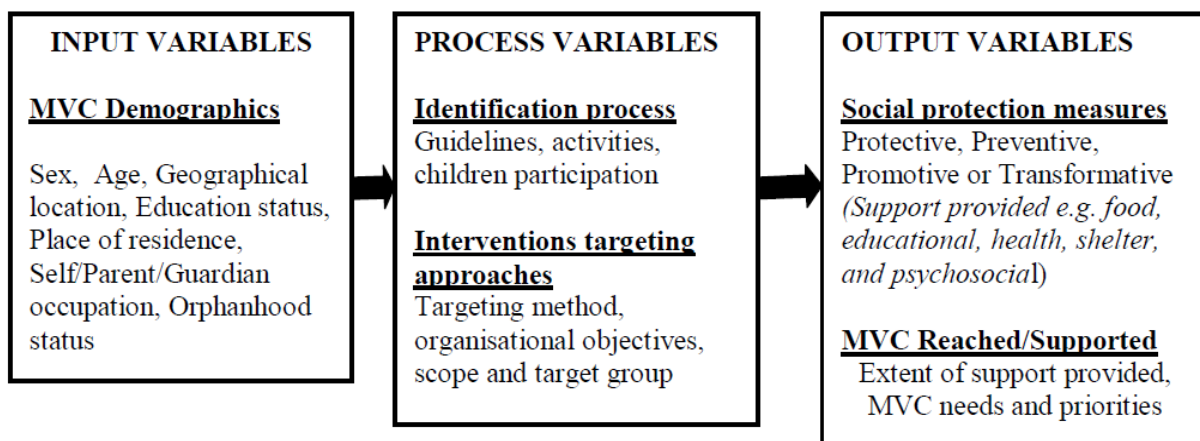 INPUT VARIABLES
MVC Demographics
Sex, Age, Geographical
location, Education status,
Place of residence,
Self/Parent/Guardian
occupation, Orphanhood
status
PROCESS VARIABLES
Identification process
Guidelines, activities,
children participation
Interventions targeting
approaches
Targeting method,
organisational objectives,
scope and target group
OUTPUT VARIABLES
Social protection measures
Protective, Preventive,
Promotive or Transformative
(Support provided e.g. food,
educational, health, shelter,
and psychosocial)
MVC Reached/Supported
Extent of support provided,
MVC needs and priorities